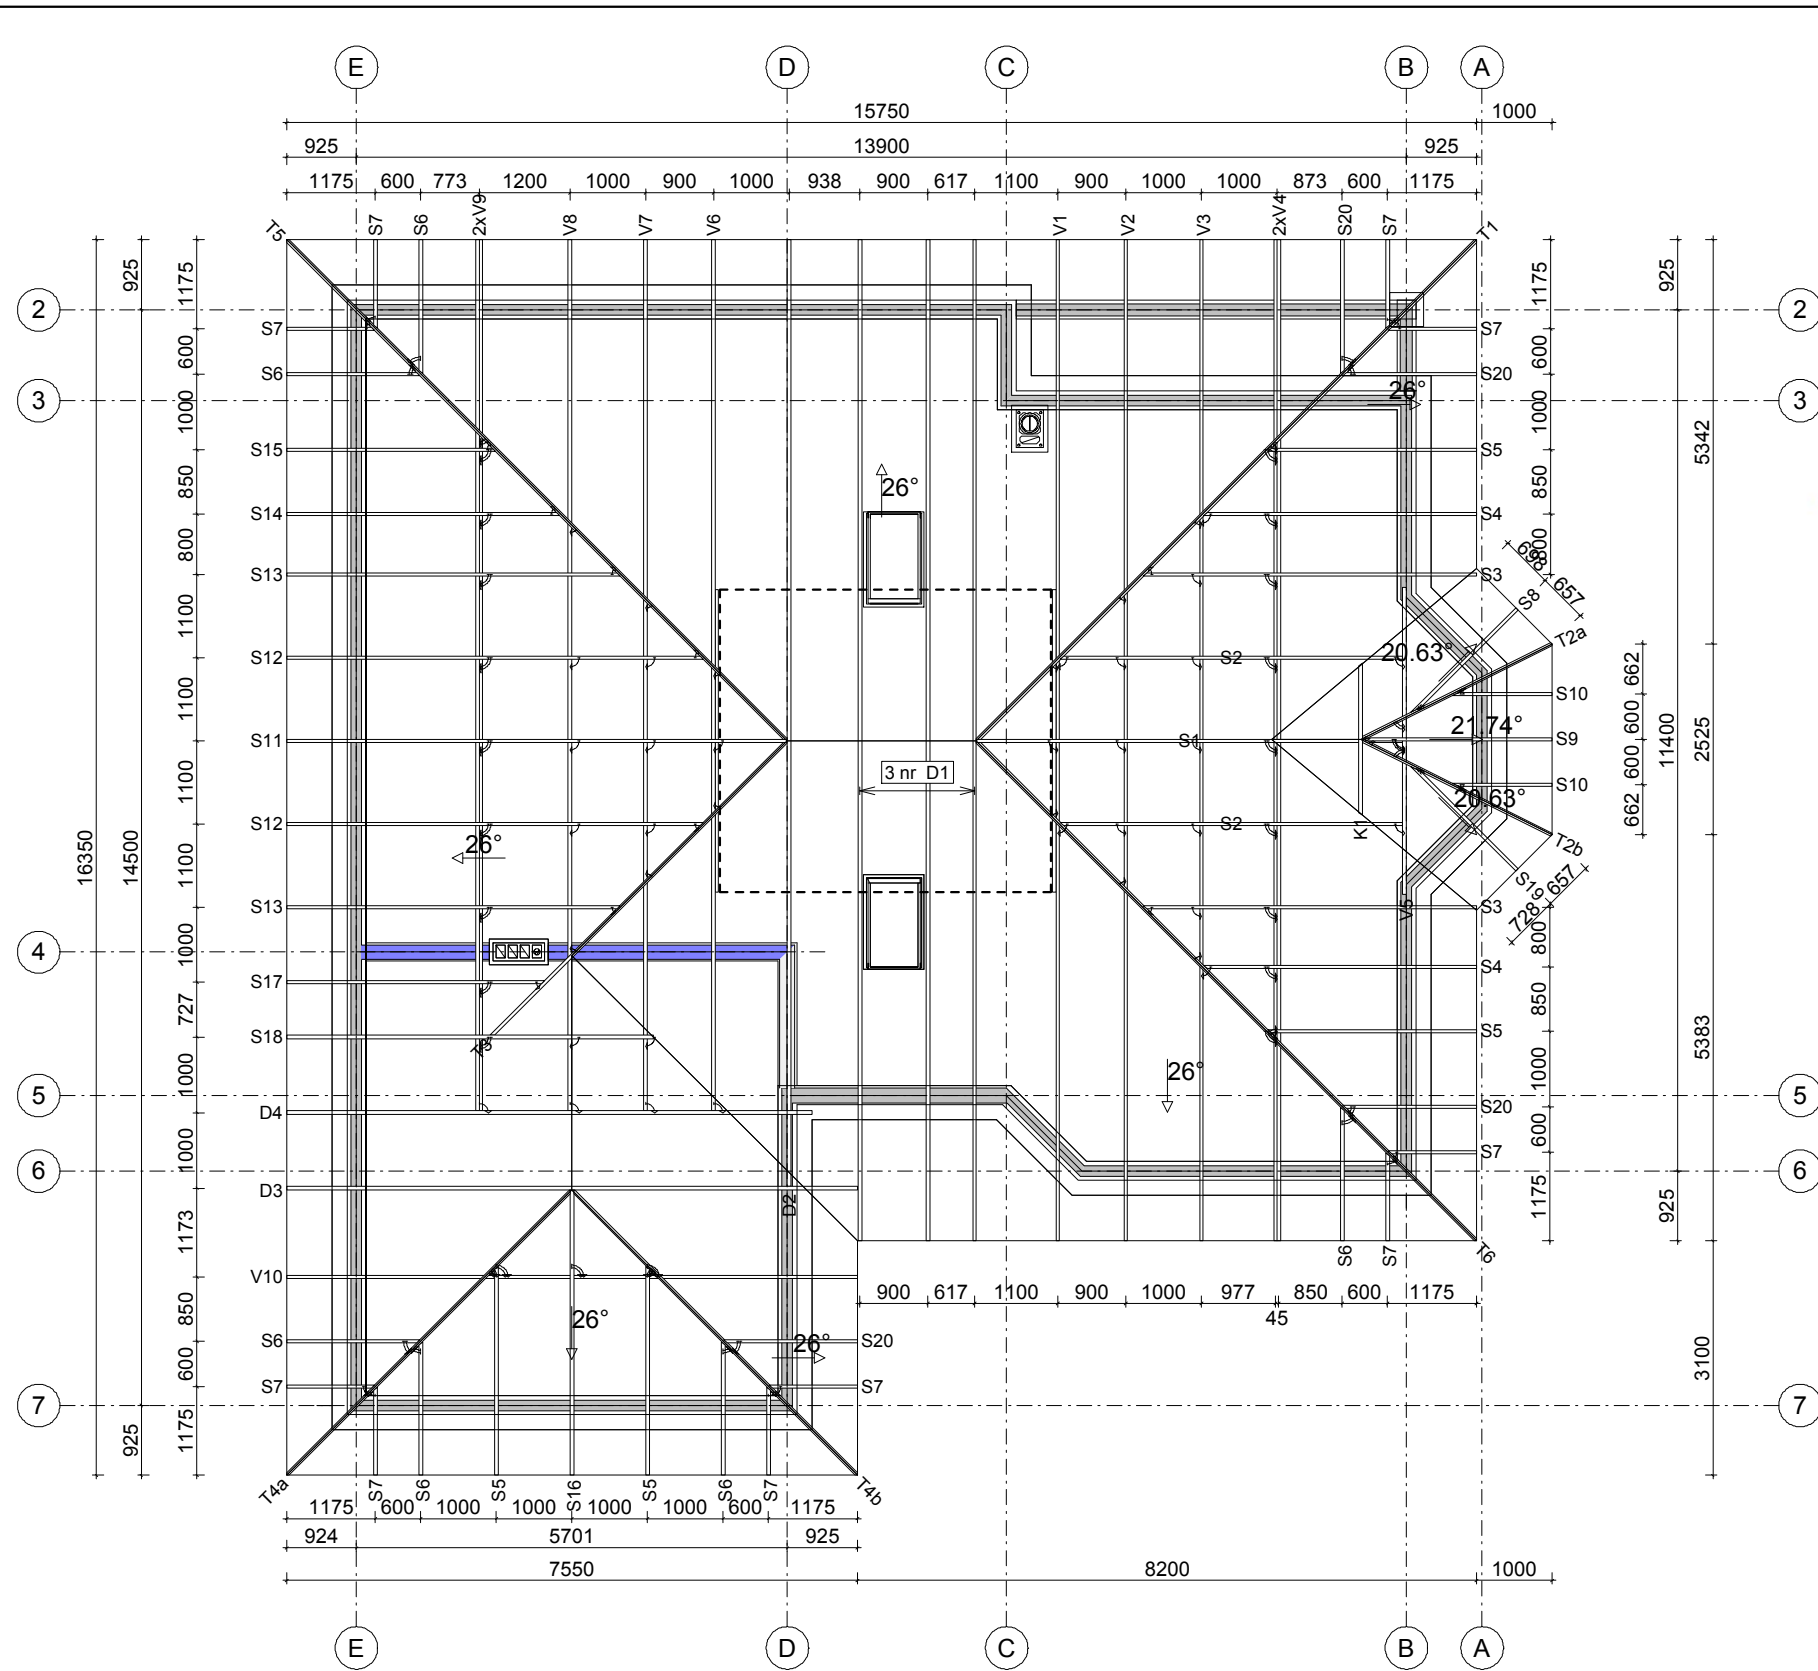 E D C B A
15750 1000
925 13900 925
1175 600 773 1200 1000 900 1000 938 900 617 1100 900 1000 1000 873 600 1175
S7 S6 2xV9 V8 V7 V6 V1 V2 V3 2xV4 S20 S7
T5 T1
2 2
3 3
4
5 5
6 6
7 7
16350
925 14500 925
1175 600 1000 850 800 1100 1100 1100 1100 1100 1000 727 1000 1000 1173 850 600 1175
S7
S6
S15
S14
S13
S12
S11
S12
S13
S17
S18
D4
D3
V10
S6
S7
26°
26°
26°
26°
26°
26°
T3
D2
3 nr D1
S2
S1
S2
K1
V5
20.63°
21.74°
20.63°
S7
S20
S5
S4
S3
S8
T2a
S10
S9
S10
T2b
S19
S3
S4
S5
S20
S7
T6
698 657
728 657
1175 600 1000 850 800
662 600 600 662
800 850 1000 600 1175
925 11400 925
5342 2525 5383 3100
S6 S7
900 617 1100 900 1000 977 850 600 1175
45
S20
S7
T4a S7 S6 S5 S16 S5 S6 S7 T4b
1175 600 1000 1000 1000 1000 600 1175
924 5701 925
7550 8200 1000
E D C B A